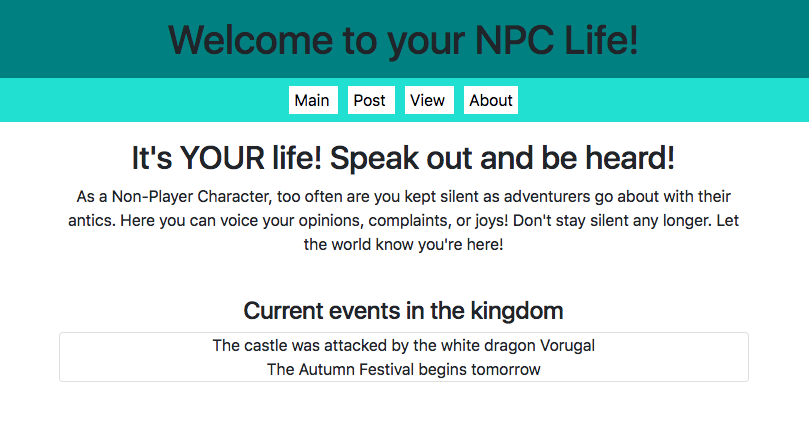 Welcome to your NPC Life!
Main Post View About
It's YOUR life! Speak out and be heard!
As a Non-Player Character, too often are you kept silent as adventurers go about with their
antics. Here you can voice your opinions, complaints, or joys! Don't stay silent any longer. Let
the world know you're here!
Current events in the kingdom
The castle was attacked by the white dragon Vorugal
The Autumn Festival begins tomorrow